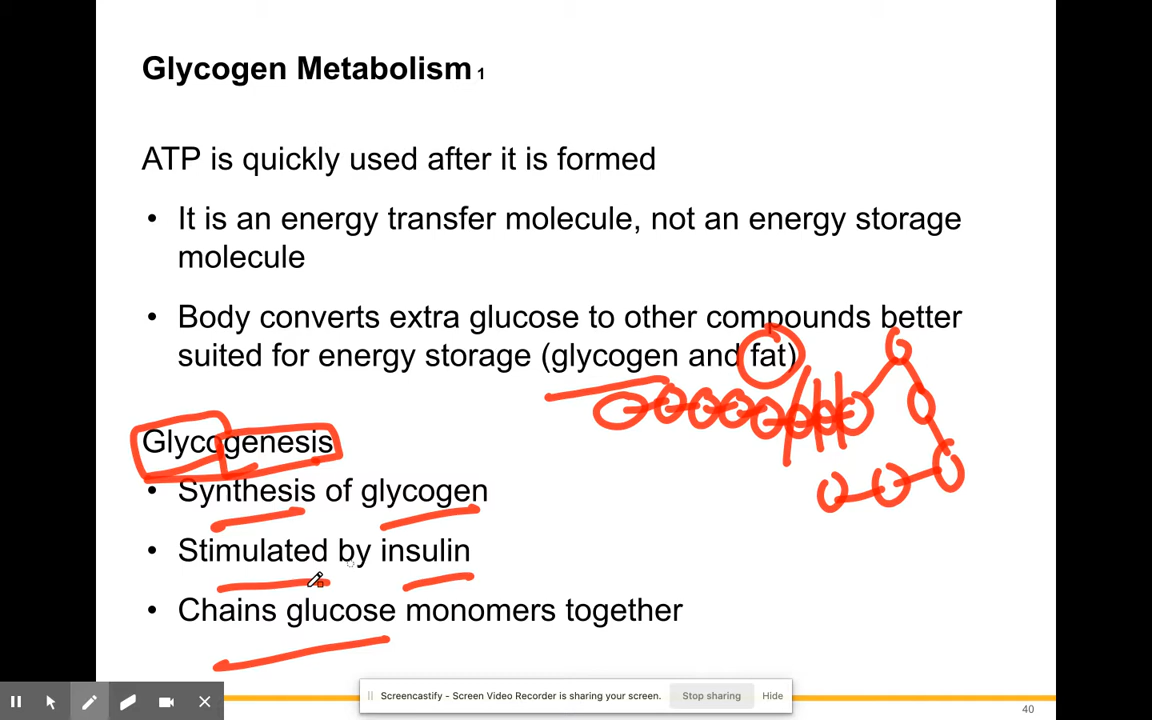 Glycogen Metabolism 1
ATP is quickly used after it is formed
• It is an energy transfer molecule, not an energy storage
molecule
• Body converts extra glucose to other compounds better
suited for energy storage (glycogen and fat)
Glycogenesis
• Synthesis of glycogen
• Stimulated by insulin
• Chains glucose monomers together
Screencastify - Screen Video Recorder is sharing your screen.
Stop sharing
Hide
40